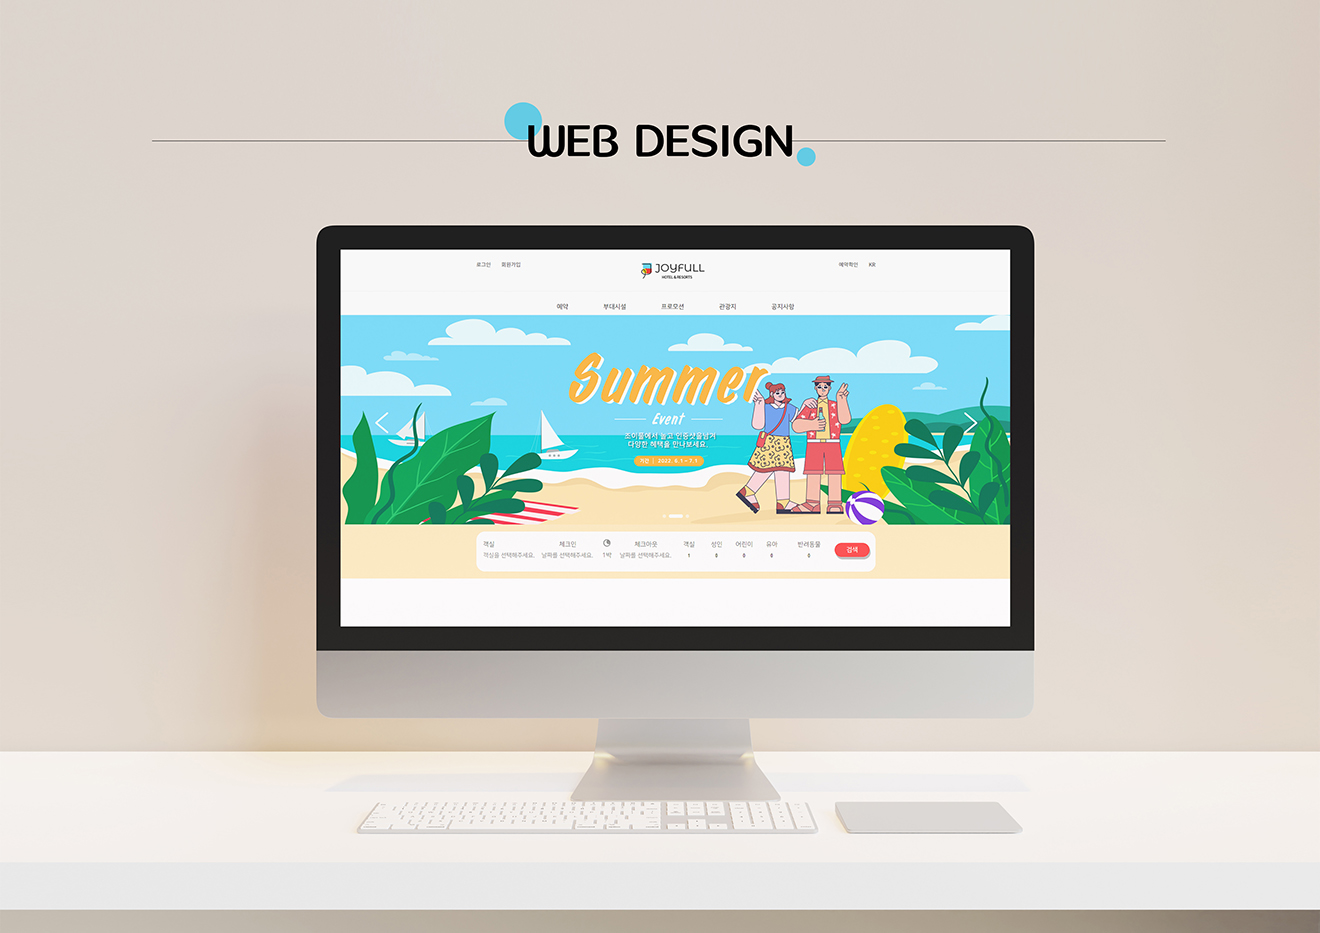 WEB DESIGN
로그인 회원가입
JOYFULL
HOTEL & RESORTS
예약확인 KR
예약 부대시설 프로모션 관광지 공지사항
Summer
Event
조이풀에서 놀고 인증샷을남겨
다양한 혜택을 만나보세요.
기간 | 2022. 6.1 ~ 7.1
객실 체크인 체크아웃 객실 성인 어린이 유아 반려동물
객실을 선택해주세요. 날짜를 선택해주세요. 1박 날짜를 선택해주세요. 1 0 0 0 0
검색